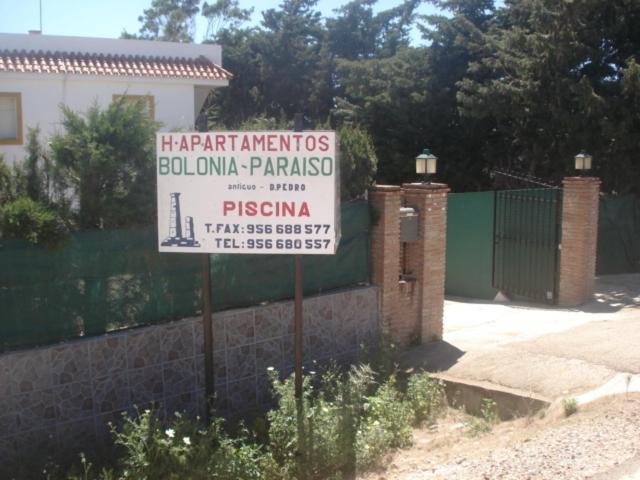 H-APARTAMENTOS
BOLONIA-PARAISO
antiguo - D.PEDRO
PISCINA
T.FAX: 956 688 577
TEL: 956 680 557